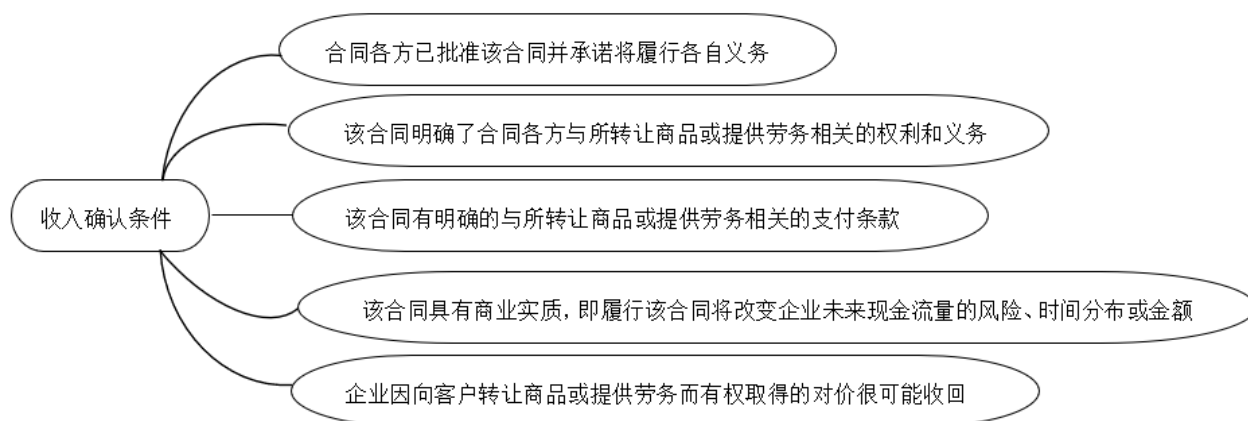 合同各方已批准该合同并承诺将履行各自义务
该合同明确了合同各方与所转让商品或提供劳务相关的权利和义务
收入确认条件
该合同有明确的与所转让商品或提供劳务相关的支付条款
该合同具有商业实质，即履行该合同将改变企业未来现金流量的风险、时间分布或金额
企业因向客户转让商品或提供劳务而有权取得的对价很可能收回